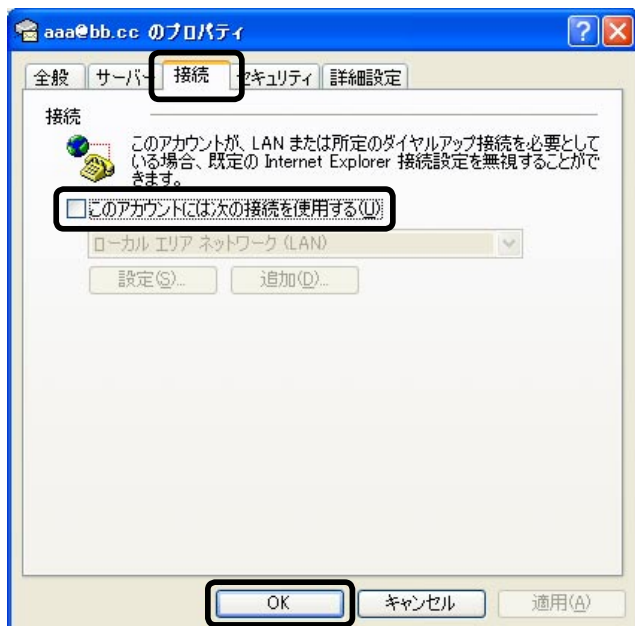 aaa@bb.cc のプロパティ
全般 サーバー 接続 セキュリティ 詳細設定
接続
このアカウントが、LAN または所定のダイヤルアップ接続を必要として
いる場合、既定の Internet Explorer 接続設定を無視することがで
きます。
このアカウントには次の接続を使用する(U)
ローカル エリア ネットワーク (LAN)
設定(S)... 追加(D)...
OK キャンセル 適用(A)